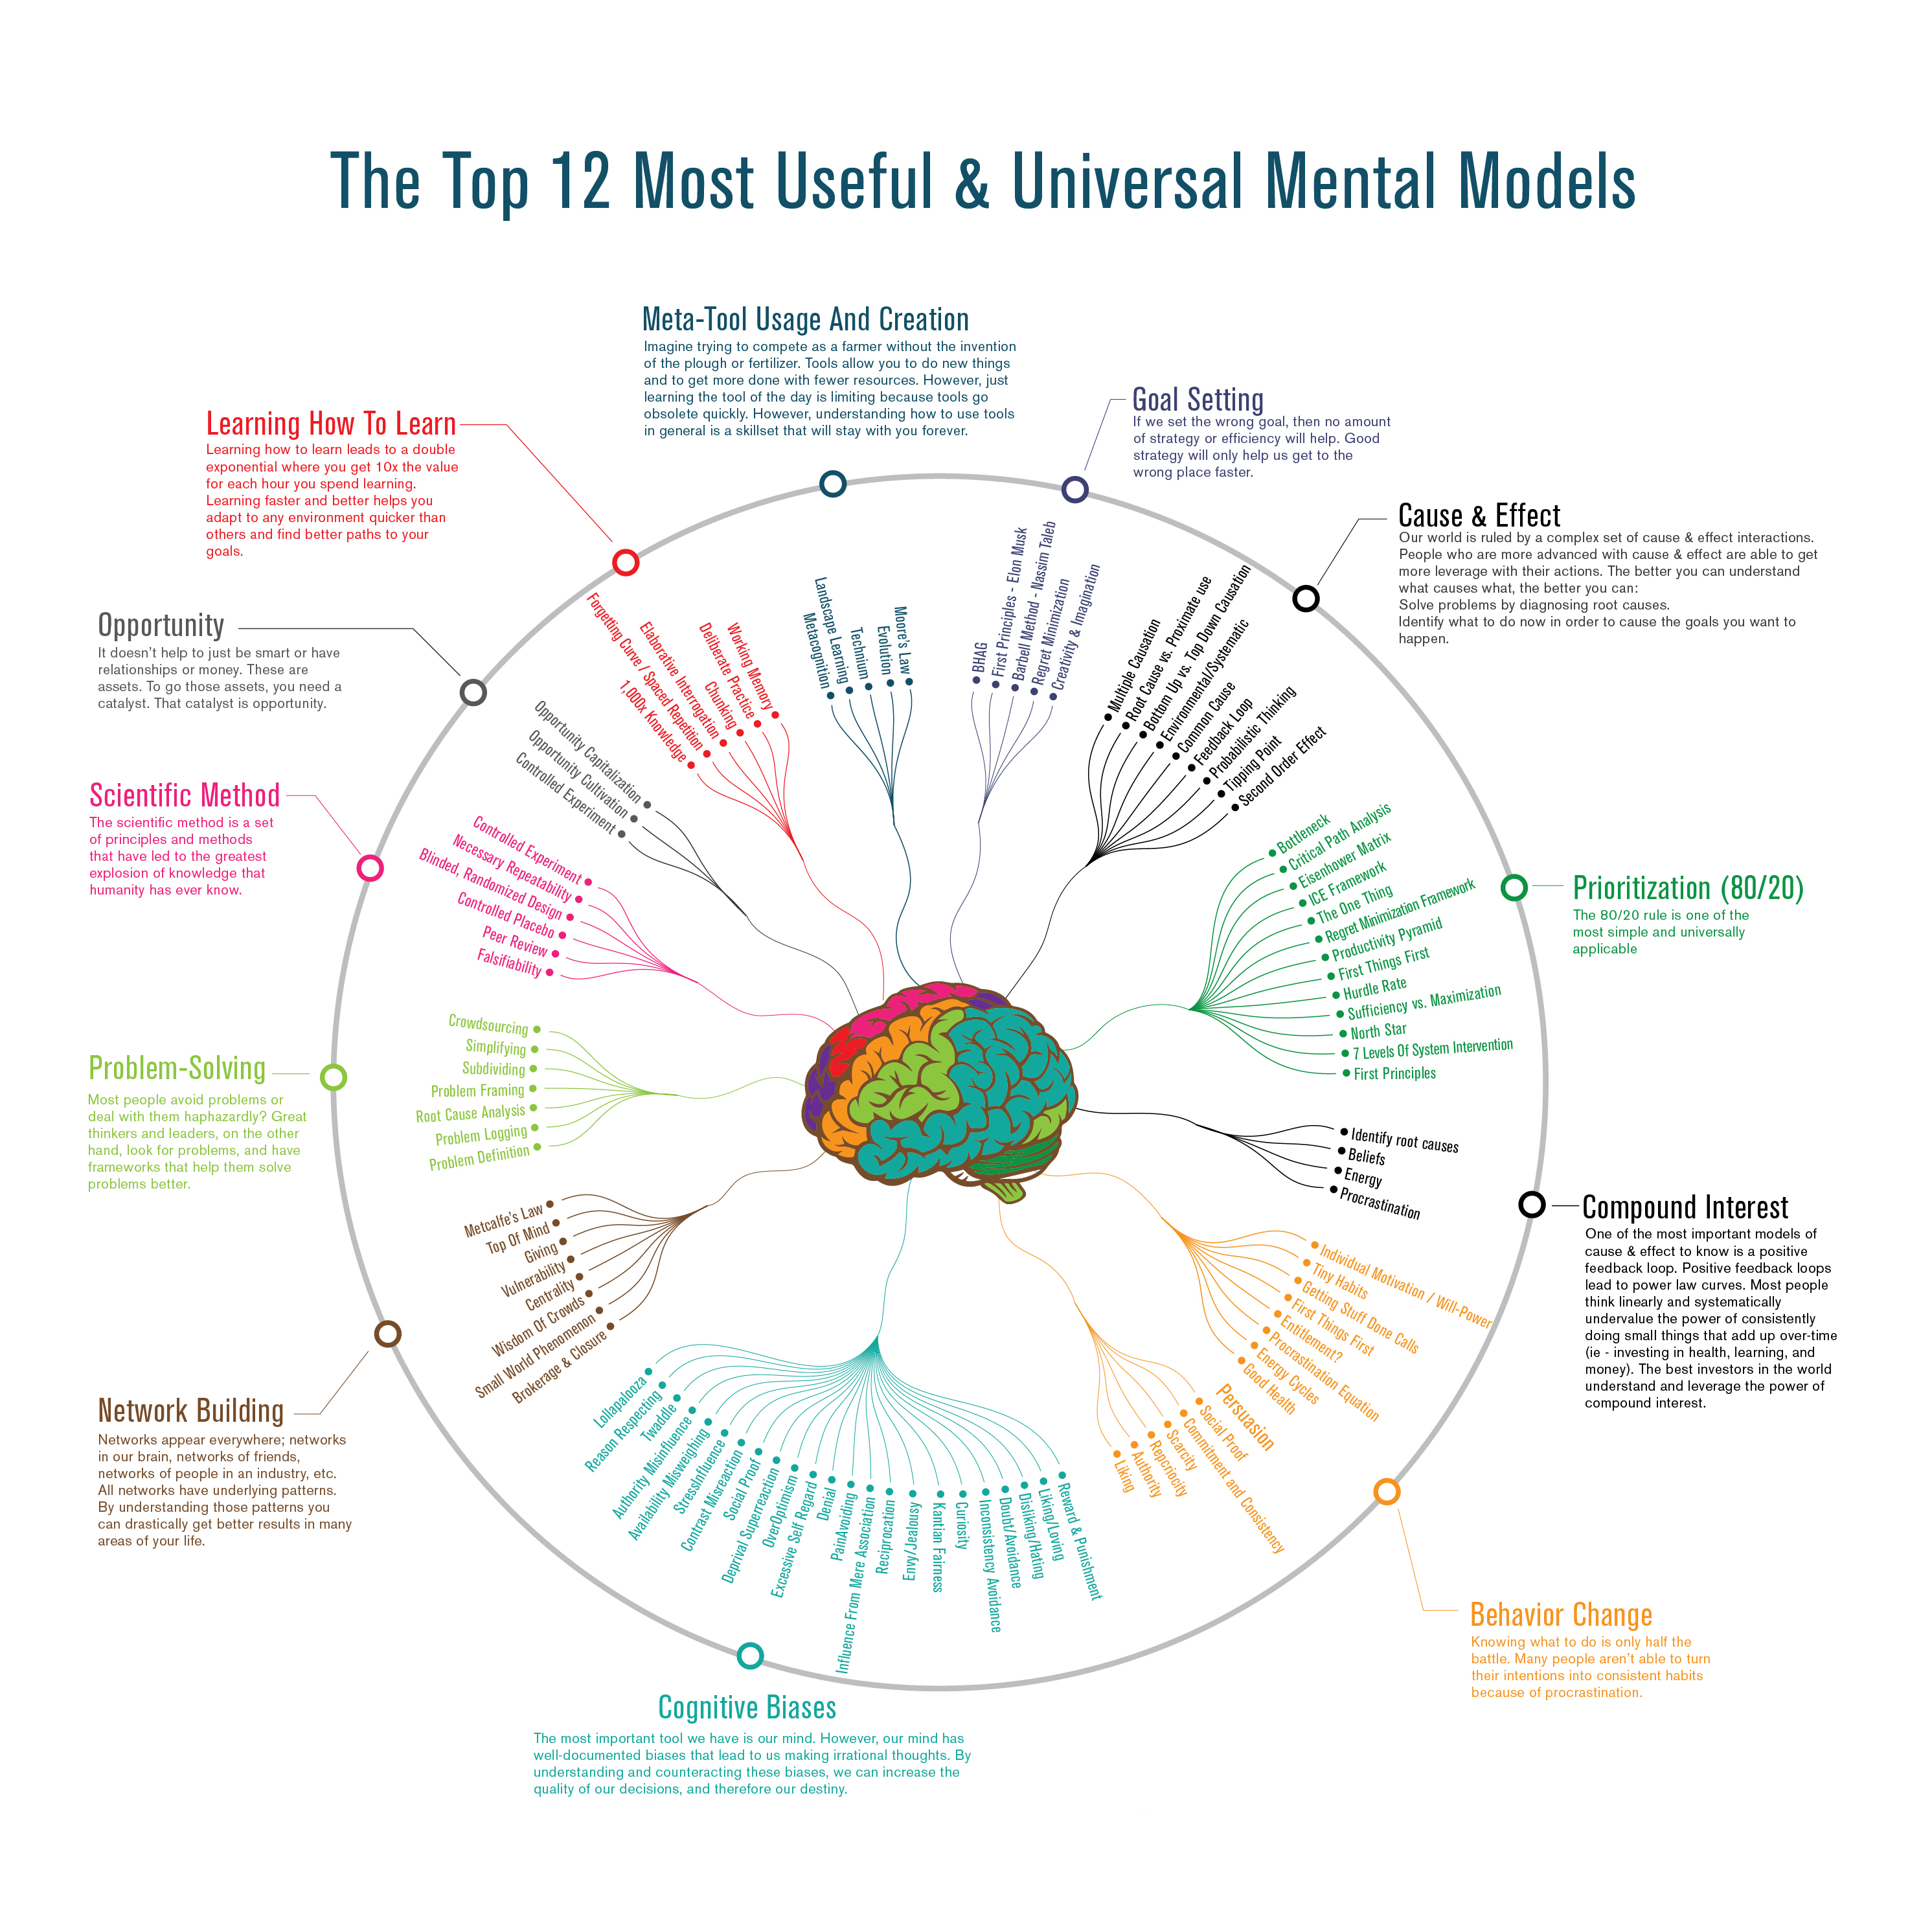 The Top 12 Most Useful & Universal Mental Models
Meta-Tool Usage And Creation
Imagine trying to compete as a farmer without the invention
of the plough or fertilizer. Tools allow you to do new things
and to get more done with fewer resources. However, just
learning the tool of the day is limiting because tools go
obsolete quickly. However, understanding how to use tools
in general is a skillset that will stay with you forever.
Goal Setting
If we set the wrong goal, then no amount
of strategy or efficiency will help. Good
strategy will only help us get to the
wrong place faster.
Cause & Effect
Our world is ruled by a complex set of cause & effect interactions.
People who are more advanced with cause & effect are able to get
more leverage with their actions. The better you can understand
what causes what, the better you can:
Solve problems by diagnosing root causes.
Identify what to do now in order to cause the goals you want to
happen.
Prioritization (80/20)
The 80/20 rule is one of the
most simple and universally
applicable
Compound Interest
One of the most important models of
cause & effect to know is a positive
feedback loop. Positive feedback loops
lead to power law curves. Most people
think linearly and systematically
undervalue the power of consistently
doing small things that add up over-time
(ie - investing in health, learning, and
money). The best investors in the world
understand and leverage the power of
compound interest.
Behavior Change
Knowing what to do is only half the
battle. Many people aren't able to turn
their intentions into consistent habits
because of procrastination.
Cognitive Biases
The most important tool we have is our mind. However, our mind has
well-documented biases that lead to us making irrational thoughts. By
understanding and counteracting these biases, we can increase the
quality of our decisions, and therefore our destiny.
Network Building
Networks appear everywhere; networks
in our brain, networks of friends,
networks of people in an industry, etc.
All networks have underlying patterns.
By understanding those patterns you
can drastically get better results in many
areas of your life.
Problem-Solving
Most people avoid problems or
deal with them haphazardly? Great
thinkers and leaders, on the other
hand, look for problems, and have
frameworks that help them solve
problems better.
Scientific Method
The scientific method is a set
of principles and methods
that have led to the greatest
explosion of knowledge that
humanity has ever know.
Opportunity
It doesn't help to just be smart or have
relationships or money. These are
assets. To go those assets, you need a
catalyst. That catalyst is opportunity.
Learning How To Learn
Learning how to learn leads to a double
exponential where you get 10x the value
for each hour you spend learning.
Learning faster and better helps you
adapt to any environment quicker than
others and find better paths to your
goals.
Metacognition
Landscape Learning
Technium
Evolution
Moore's Law
BHAG
First Principles - Elon Musk
Barbell Method - Nassim Taleb
Regret Minimization
Creativity & Imagination
Multiple Causation
Root Cause vs. Proximate use
Bottom Up vs. Top Down Causation
Environmental/Systematic
Common Cause
Feedback Loop
Probabilistic Thinking
Tipping Point
Second Order Effect
Bottleneck
Critical Path Analysis
Eisenhower Matrix
ICE Framework
The One Thing
Regret Minimization Framework
Productivity Pyramid
First Things First
Hurdle Rate
Sufficiency vs. Maximization
North Star
7 Levels Of System Intervention
First Principles
Identify root causes
Beliefs
Energy
Procrastination
Individual Motivation / Will-Power
Tiny Habits
Getting Stuff Done Calls
First Things First
Entitlement?
Procrastination Equation
Energy Cycles
Good Health
Persuasion
Social Proof
Commitment and Consistency
Scarcity
Repcriocity
Authority
Liking
Reward & Punishment
Liking/Loving
Disliking/Hating
Doubt/Avoidance
Inconsistency Avoidance
Curiosity
Kantian Fairness
Envy/Jealousy
Reciprocation
Influence From Mere Association
PainAvoiding
Denial
Excessive Self Regard
OverOptimism
Deprival Superreaction
Social Proof
Contrast Misreaction
StressInfluence
Availability Misweighing
Authority Misinfluence
Twaddle
Reason Respecting
Lollapalooza
Brokerage & Closure
Small World Phenomenon
Wisdom Of Crowds
Centrality
Vulnerability
Giving
Top Of Mind
Metcalfe's Law
Problem Definition
Problem Logging
Root Cause Analysis
Problem Framing
Subdividing
Simplifying
Crowdsourcing
Falsifiability
Peer Review
Controlled Placebo
Blinded, Randomized Design
Necessary Repeatability
Controlled Experiment
Controlled Experiment
Opportunity Cultivation
Opportunity Capitalization
1,000x Knowledge
Forgetting Curve / Spaced Repetition
Elaborative Interrogation
Chunking
Deliberate Practice
Working Memory